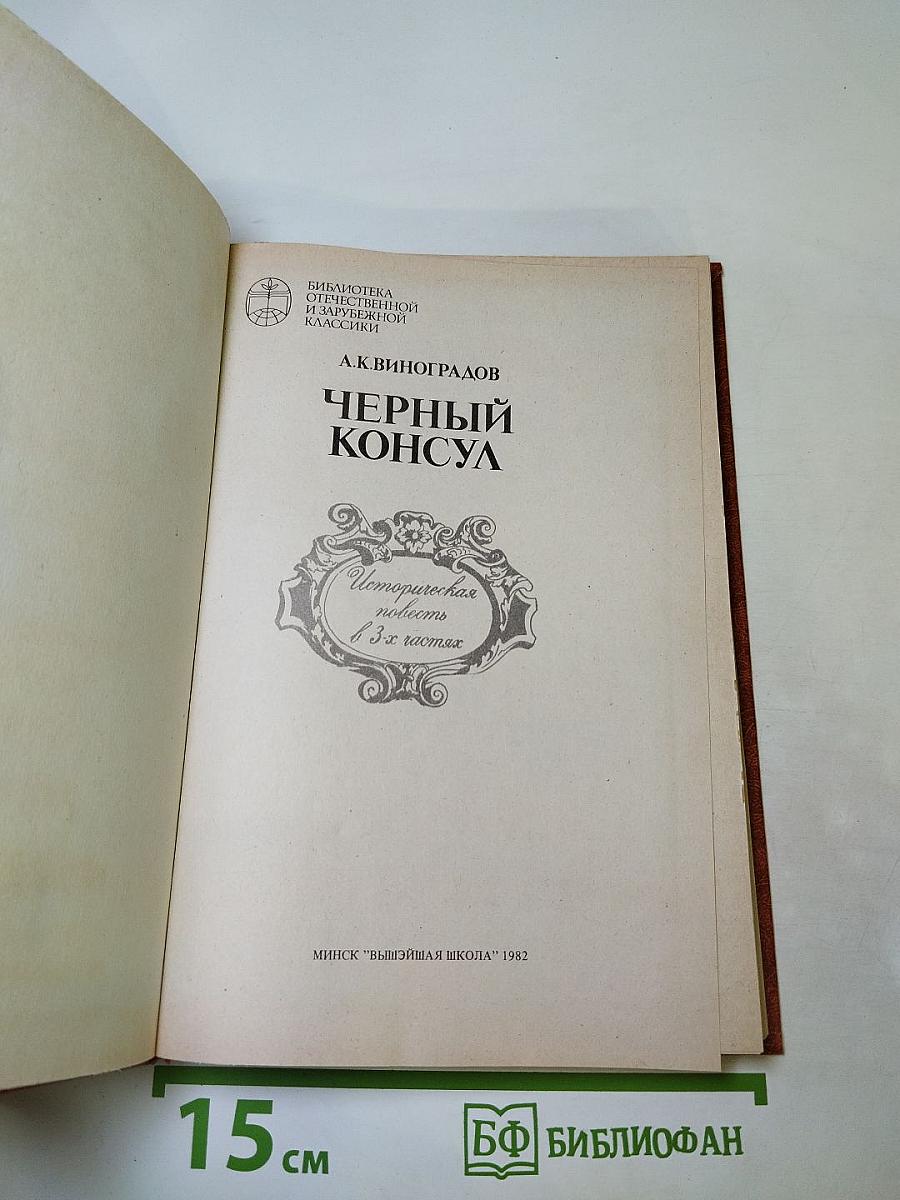 БИБЛИОТЕКА
ОТЕЧЕСТВЕННОЙ
И ЗАРУБЕЖНОЙ
КЛАССИКИ
А.К.ВИНОГРАДОВ
ЧЕРНЫЙ
КОНСУЛ
Историческая
повесть
в 3-х частях
МИНСК "ВЫШЭЙШАЯ ШКОЛА" 1982
15 см
БФ БИБЛИОФАН